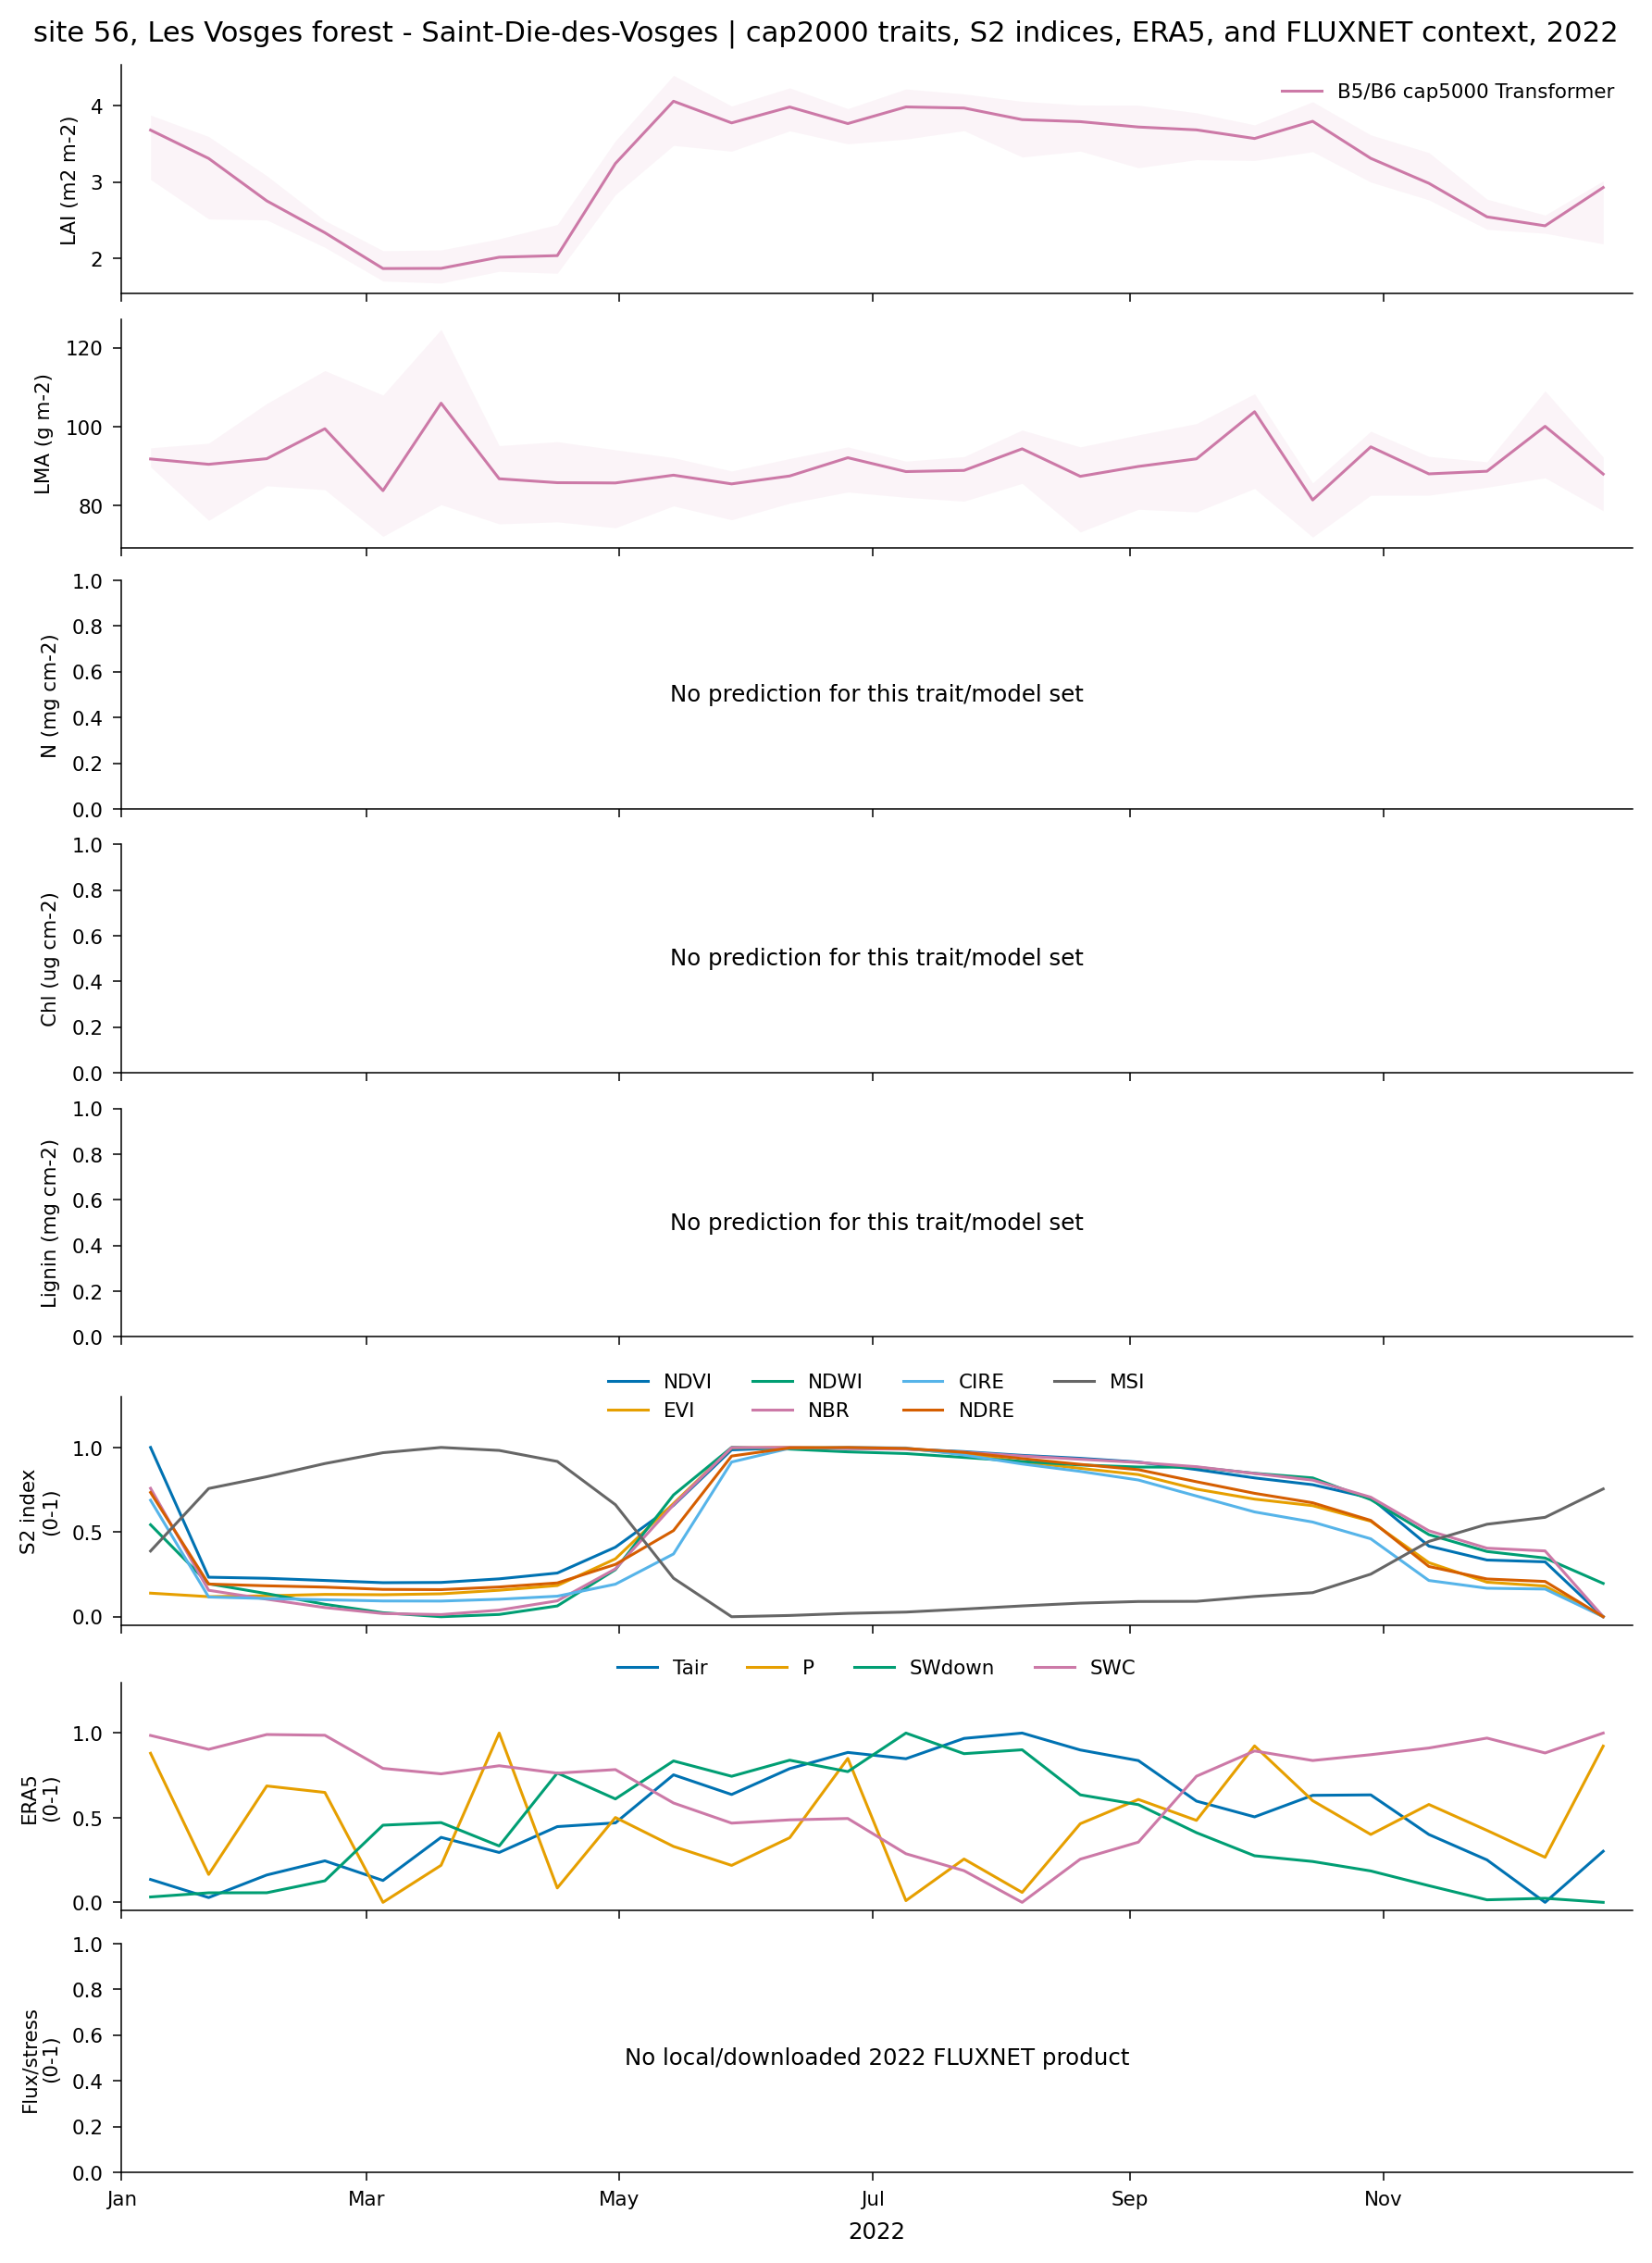 site 56, Les Vosges forest - Saint-Die-des-Vosges | cap2000 traits, S2 indices, ERA5, and FLUXNET context, 2022
B5/B6 cap5000 Transformer
LAI (m2 m-2)
4
3
2
LMA (g m-2)
120
100
80
N (mg cm-2)
1.0
0.8
0.6
0.4
0.2
0.0
No prediction for this trait/model set
Chl (ug cm-2)
1.0
0.8
0.6
0.4
0.2
0.0
No prediction for this trait/model set
Lignin (mg cm-2)
1.0
0.8
0.6
0.4
0.2
0.0
No prediction for this trait/model set
NDVI NDWI CIRE MSI
EVI NBR NDRE
S2 index
(0-1)
1.0
0.5
0.0
Tair P SWdown SWC
ERA5
(0-1)
1.0
0.5
0.0
Flux/stress
(0-1)
1.0
0.8
0.6
0.4
0.2
0.0
No local/downloaded 2022 FLUXNET product
Jan Mar May Jul Sep Nov
2022